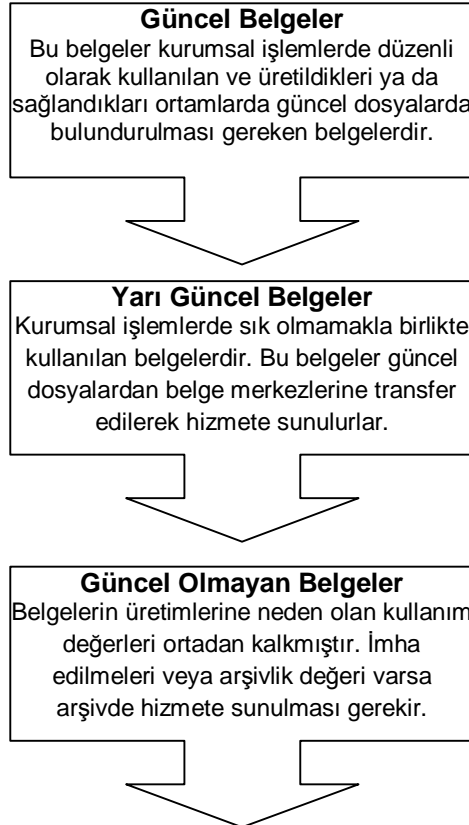 Güncel Belgeler
Bu belgeler kurumsal işlemlerde düzenli
olarak kullanılan ve üretildikleri ya da
sağlandıkları ortamlarda güncel dosyalarda
bulundurulması gereken belgelerdir.
Yarı Güncel Belgeler
Kurumsal işlemlerde sık olmamakla birlikte
kullanılan belgelerdir. Bu belgeler güncel
dosyalardan belge merkezlerine transfer
edilerek hizmete sunulurlar.
Güncel Olmayan Belgeler
Belgelerin üretimlerine neden olan kullanım
değerleri ortadan kalkmıştır. İmha
edilmeleri veya arşivlik değeri varsa
arşivde hizmete sunulması gerekir.